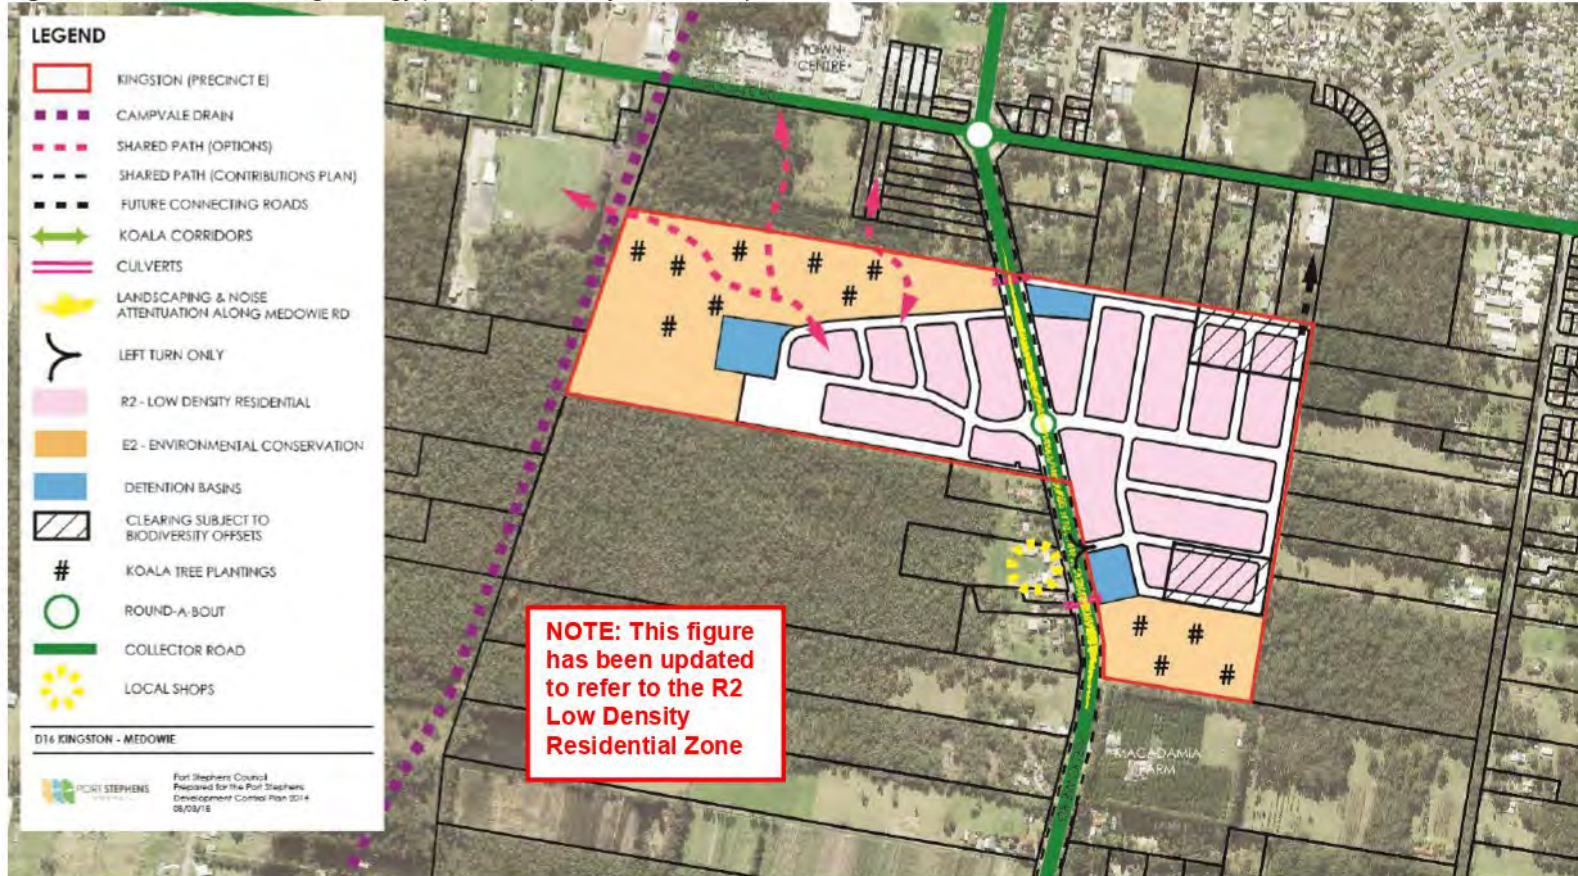 LEGEND
KINGSTON (PRECINCT E)
CAMPVALE DRAIN
SHARED PATH (OPTIONS)
SHARED PATH (CONTRIBUTIONS PLAN)
FUTURE CONNECTING ROADS
KOALA CORRIDORS
CULVERTS
LANDSCAPING & NOISE
ATTENUATION ALONG MEDOWIE RD
LEFT TURN ONLY
R2 - LOW DENSITY RESIDENTIAL
E2 - ENVIRONMENTAL CONSERVATION
DETENTION BASINS
CLEARING SUBJECT TO
BIODIVERSITY OFFSETS
# KOALA TREE PLANTINGS
ROUND-A-BOUT
COLLECTOR ROAD
LOCAL SHOPS
D16 KINGSTON - MEDOWIE
PORT STEPHENS
Port Stephens Council
Prepared for the Port Stephens
Development Control Plan 2014
TOWN
CENTRE
# # # # #
# # #
NOTE: This figure
has been updated
to refer to the R2
Low Density
Residential Zone
# #
# #
MACADAMIA
FARM